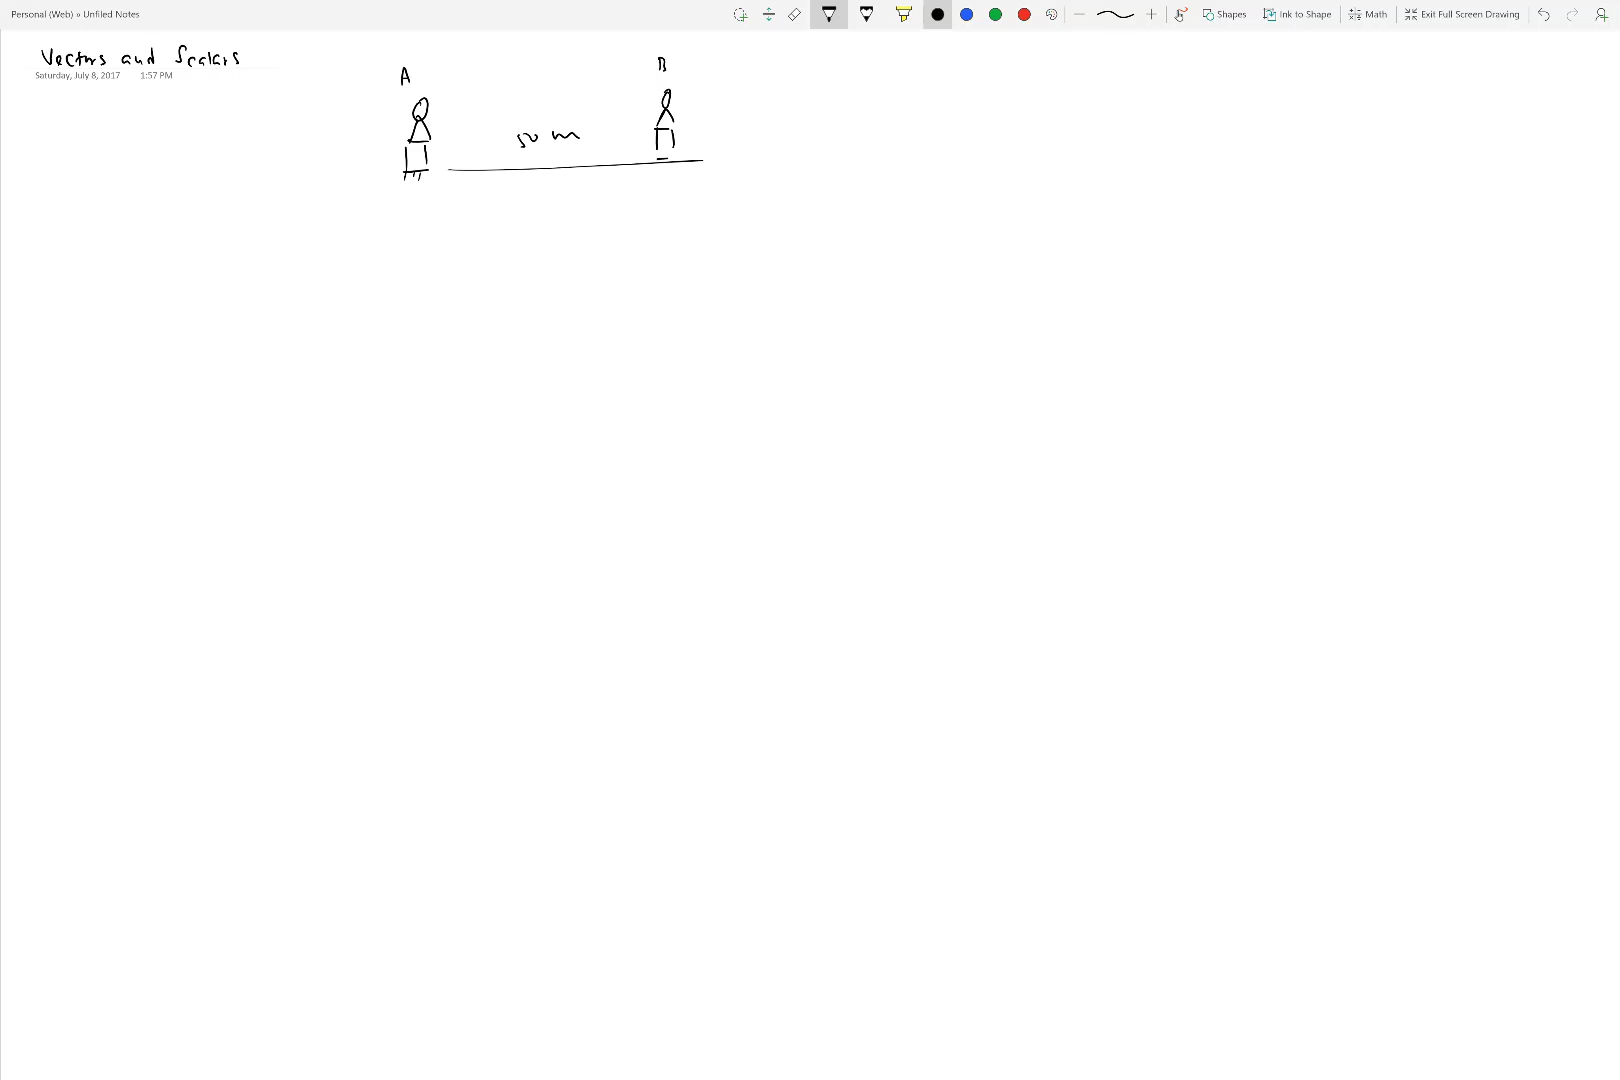 Personal (Web) » Unfiled Notes
Shapes Ink to Shape Math Exit Full Screen Drawing
Vectors and Scalars
Saturday, July 8, 2017 1:57 PM
A B
50 m